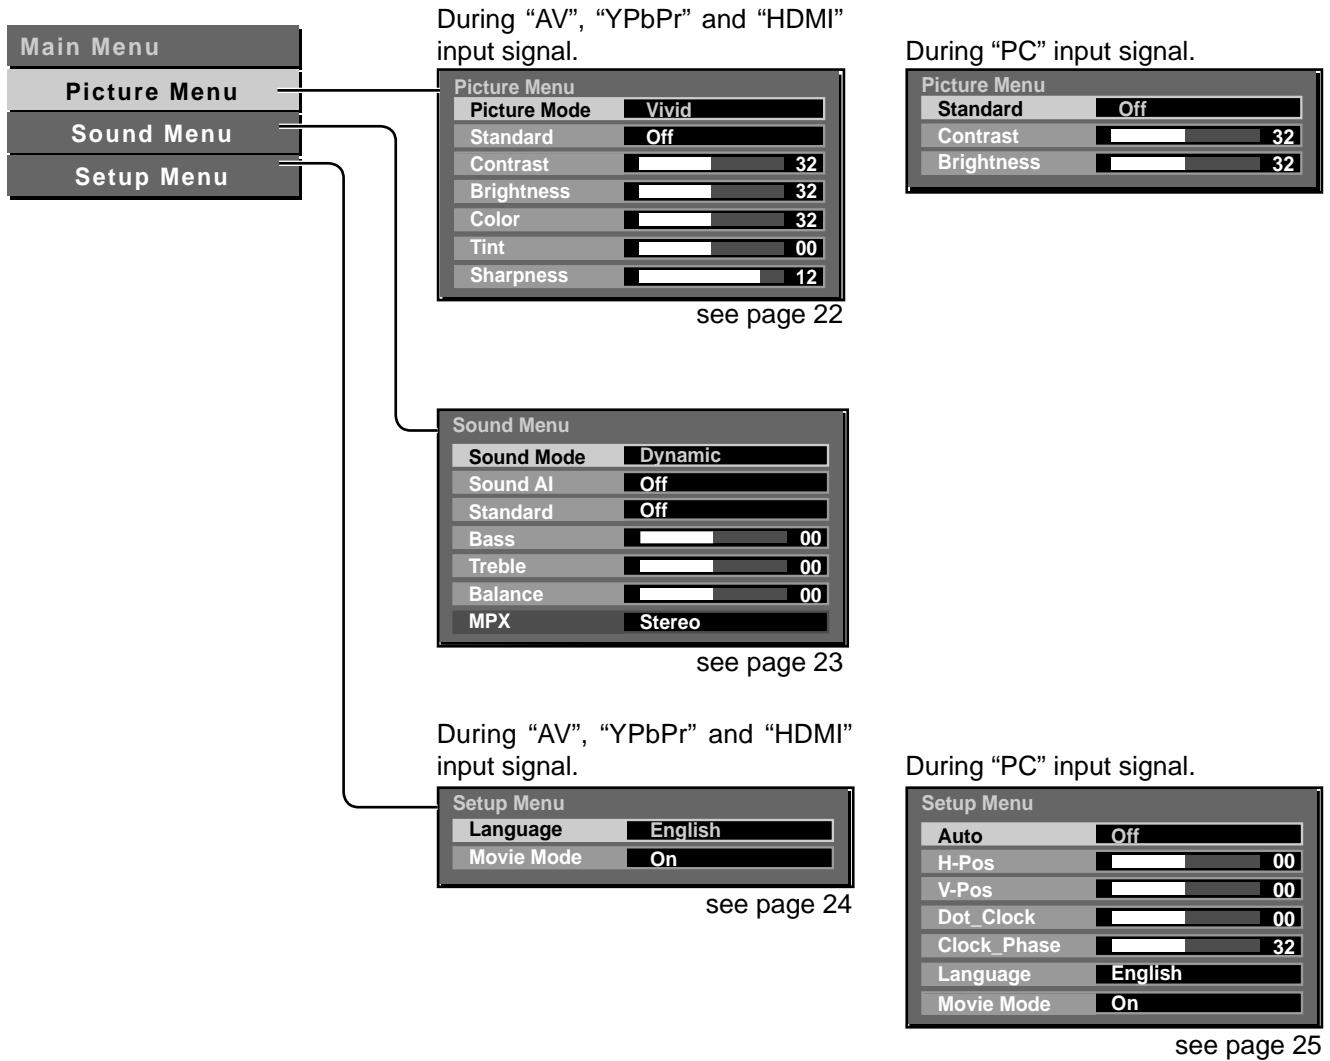 Main Menu
Picture Menu
Sound Menu
Setup Menu
During “AV”, “YPbPr” and “HDMI”
input signal.
Picture Menu
Picture Mode Vivid
Standard Off
Contrast 32
Brightness 32
Color 32
Tint 00
Sharpness 12
see page 22
During “PC” input signal.
Picture Menu
Standard Off
Contrast 32
Brightness 32
Sound Menu
Sound Mode Dynamic
Sound AI Off
Standard Off
Bass 00
Treble 00
Balance 00
MPX Stereo
see page 23
During “AV”, “YPbPr” and “HDMI”
input signal.
Setup Menu
Language English
Movie Mode On
see page 24
During “PC” input signal.
Setup Menu
Auto Off
H-Pos 00
V-Pos 00
Dot_Clock 00
Clock_Phase 32
Language English
Movie Mode On
see page 25